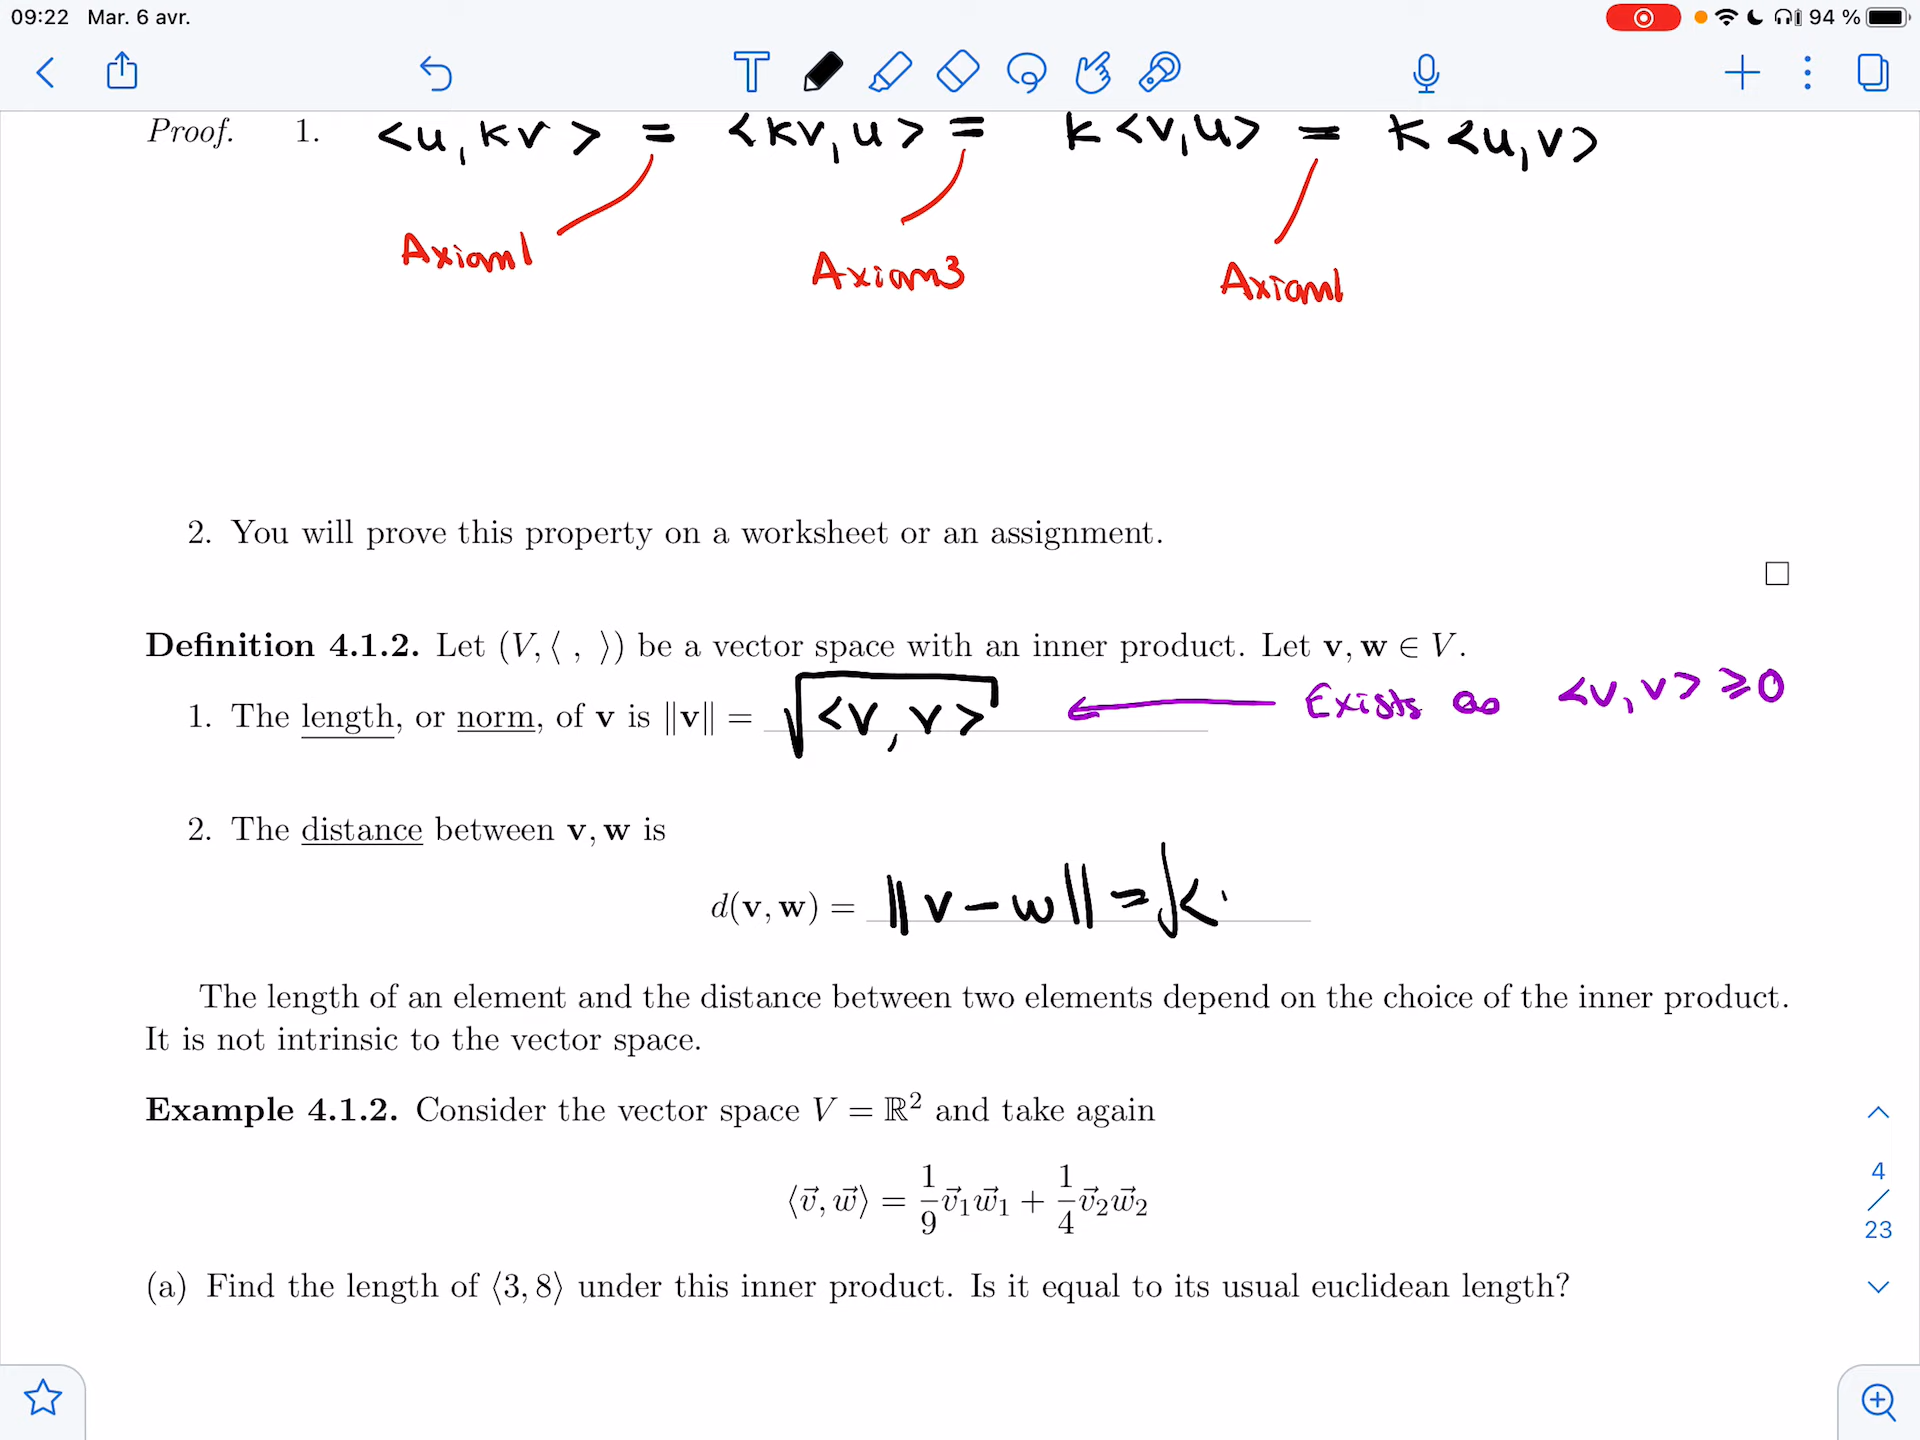 09:22 Mar. 6 avr. 94 %
Proof. 1. <u, kv> = <kv, u> = k<v, u> = k<u, v>
Axiom1 Axiom3 Axiom1
2. You will prove this property on a worksheet or an assignment.
□
Definition 4.1.2. Let (V, ⟨ , ⟩) be a vector space with an inner product. Let v, w ∈ V.
1. The length, or norm, of v is ‖v‖ = √<v, v> ← Exists as <v, v> ≥ 0
2. The distance between v, w is
d(v, w) = ‖v − w‖ = √<
The length of an element and the distance between two elements depend on the choice of the inner product.
It is not intrinsic to the vector space.
Example 4.1.2. Consider the vector space V = ℝ² and take again
⟨v⃗, w⃗⟩ = 1/9 v⃗₁w⃗₁ + 1/4 v⃗₂w⃗₂
(a) Find the length of ⟨3, 8⟩ under this inner product. Is it equal to its usual euclidean length?
4
/
23